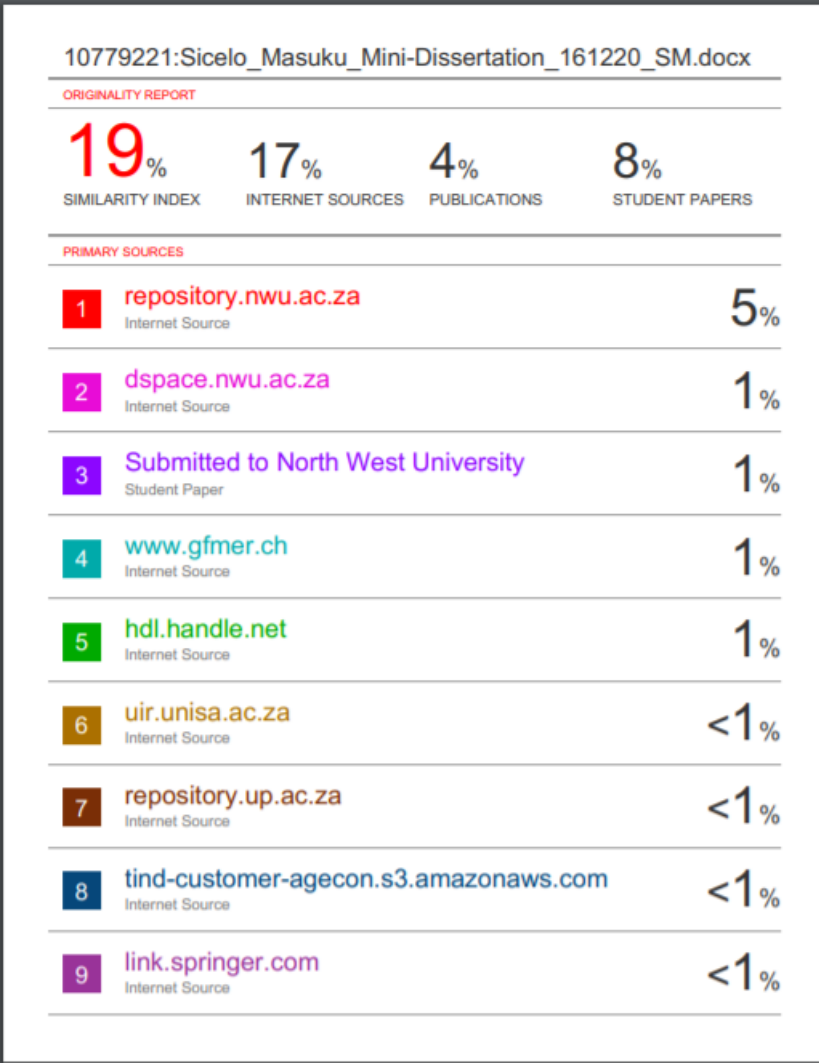 10779221:Sicelo_Masuku_Mini-Dissertation_161220_SM.docx
ORIGINALITY REPORT
19% 17% 4% 8%
SIMILARITY INDEX INTERNET SOURCES PUBLICATIONS STUDENT PAPERS
PRIMARY SOURCES
1 repository.nwu.ac.za 5%
Internet Source
2 dspace.nwu.ac.za 1%
Internet Source
3 Submitted to North West University 1%
Student Paper
4 www.gfmer.ch 1%
Internet Source
5 hdl.handle.net 1%
Internet Source
6 uir.unisa.ac.za <1%
Internet Source
7 repository.up.ac.za <1%
Internet Source
8 tind-customer-agecon.s3.amazonaws.com <1%
Internet Source
9 link.springer.com <1%
Internet Source